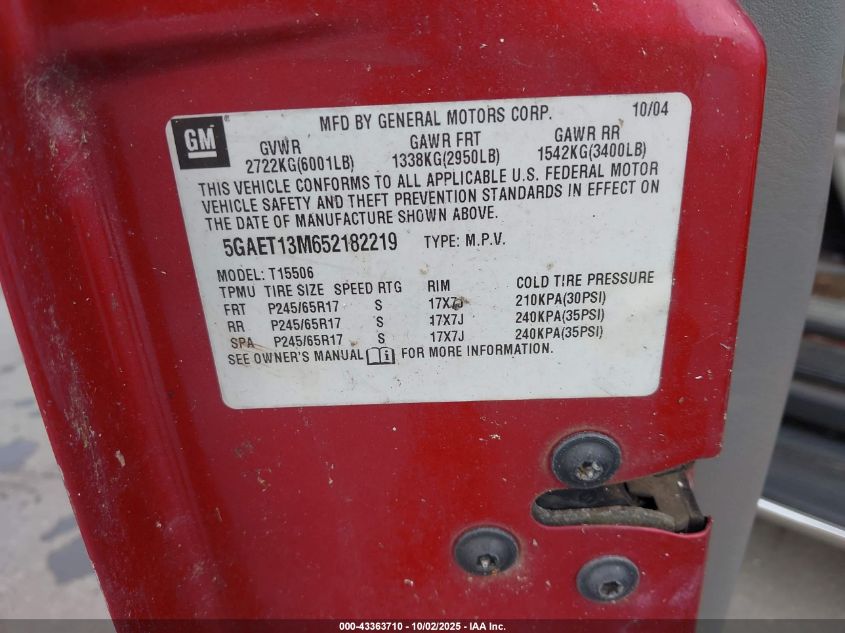 GM
MFD BY GENERAL MOTORS CORP. 10/04
GVWR GAWR FRT GAWR RR
2722KG(6001LB) 1338KG(2950LB) 1542KG(3400LB)
THIS VEHICLE CONFORMS TO ALL APPLICABLE U.S. FEDERAL MOTOR
VEHICLE SAFETY AND THEFT PREVENTION STANDARDS IN EFFECT ON
THE DATE OF MANUFACTURE SHOWN ABOVE.
5GAET13M652182219 TYPE: M.P.V.
MODEL: T15506
TPMU TIRE SIZE SPEED RTG RIM COLD TIRE PRESSURE
FRT P245/65R17 S 17X7J 210KPA(30PSI)
RR P245/65R17 S 17X7J 240KPA(35PSI)
SPA P245/65R17 S 17X7J 240KPA(35PSI)
SEE OWNER'S MANUAL i FOR MORE INFORMATION.
000-43363710 - 10/02/2025 - IAA Inc.